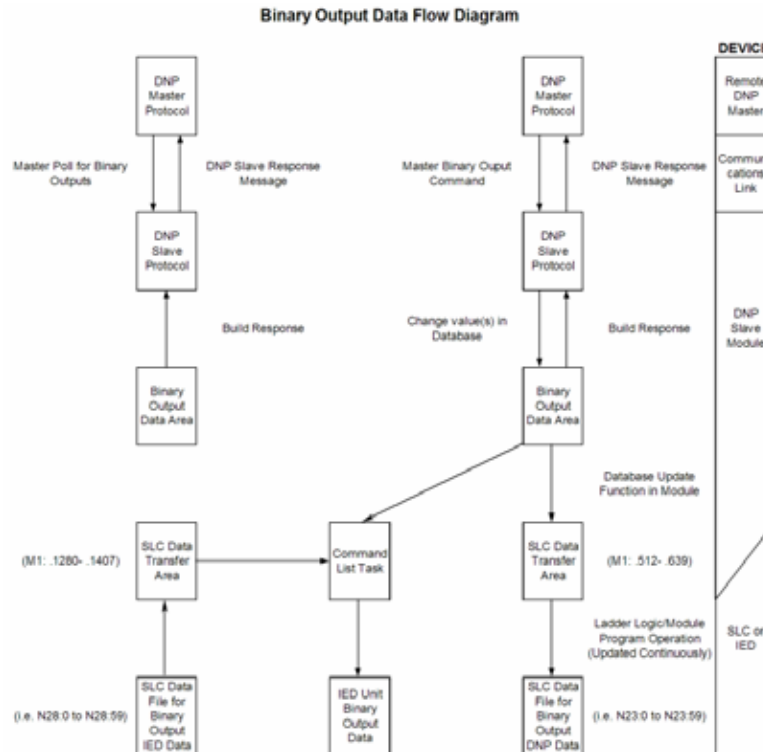 Binary Output Data Flow Diagram
DEVICE
DNP
Master
Protocol
DNP
Master
Protocol
Remote
DNP
Master
Master Poll for Binary
Outputs
DNP Slave Response
Message
Master Binary Ouput
Command
DNP Slave Response
Message
Communi
cations
Link
DNP
Slave
Protocol
DNP
Slave
Protocol
Build Response
Change value(s) in
Database
Build Response
DNP
Slave
Module
Binary
Output
Data Area
Binary
Output
Data Area
Database Update
Function in Module
(M1: .1280- .1407)
SLC Data
Transfer
Area
Command
List Task
SLC Data
Transfer
Area
(M1: .512- .639)
Ladder Logic/Module
Program Operation
(Updated Continuously)
SLC or
IED
(i.e. N28:0 to N28:59)
SLC Data
File for
Binary
Output
IED Data
IED Unit
Binary
Output
Data
SLC Data
File for
Binary
Output
DNP Data
(i.e. N23:0 to N23:59)